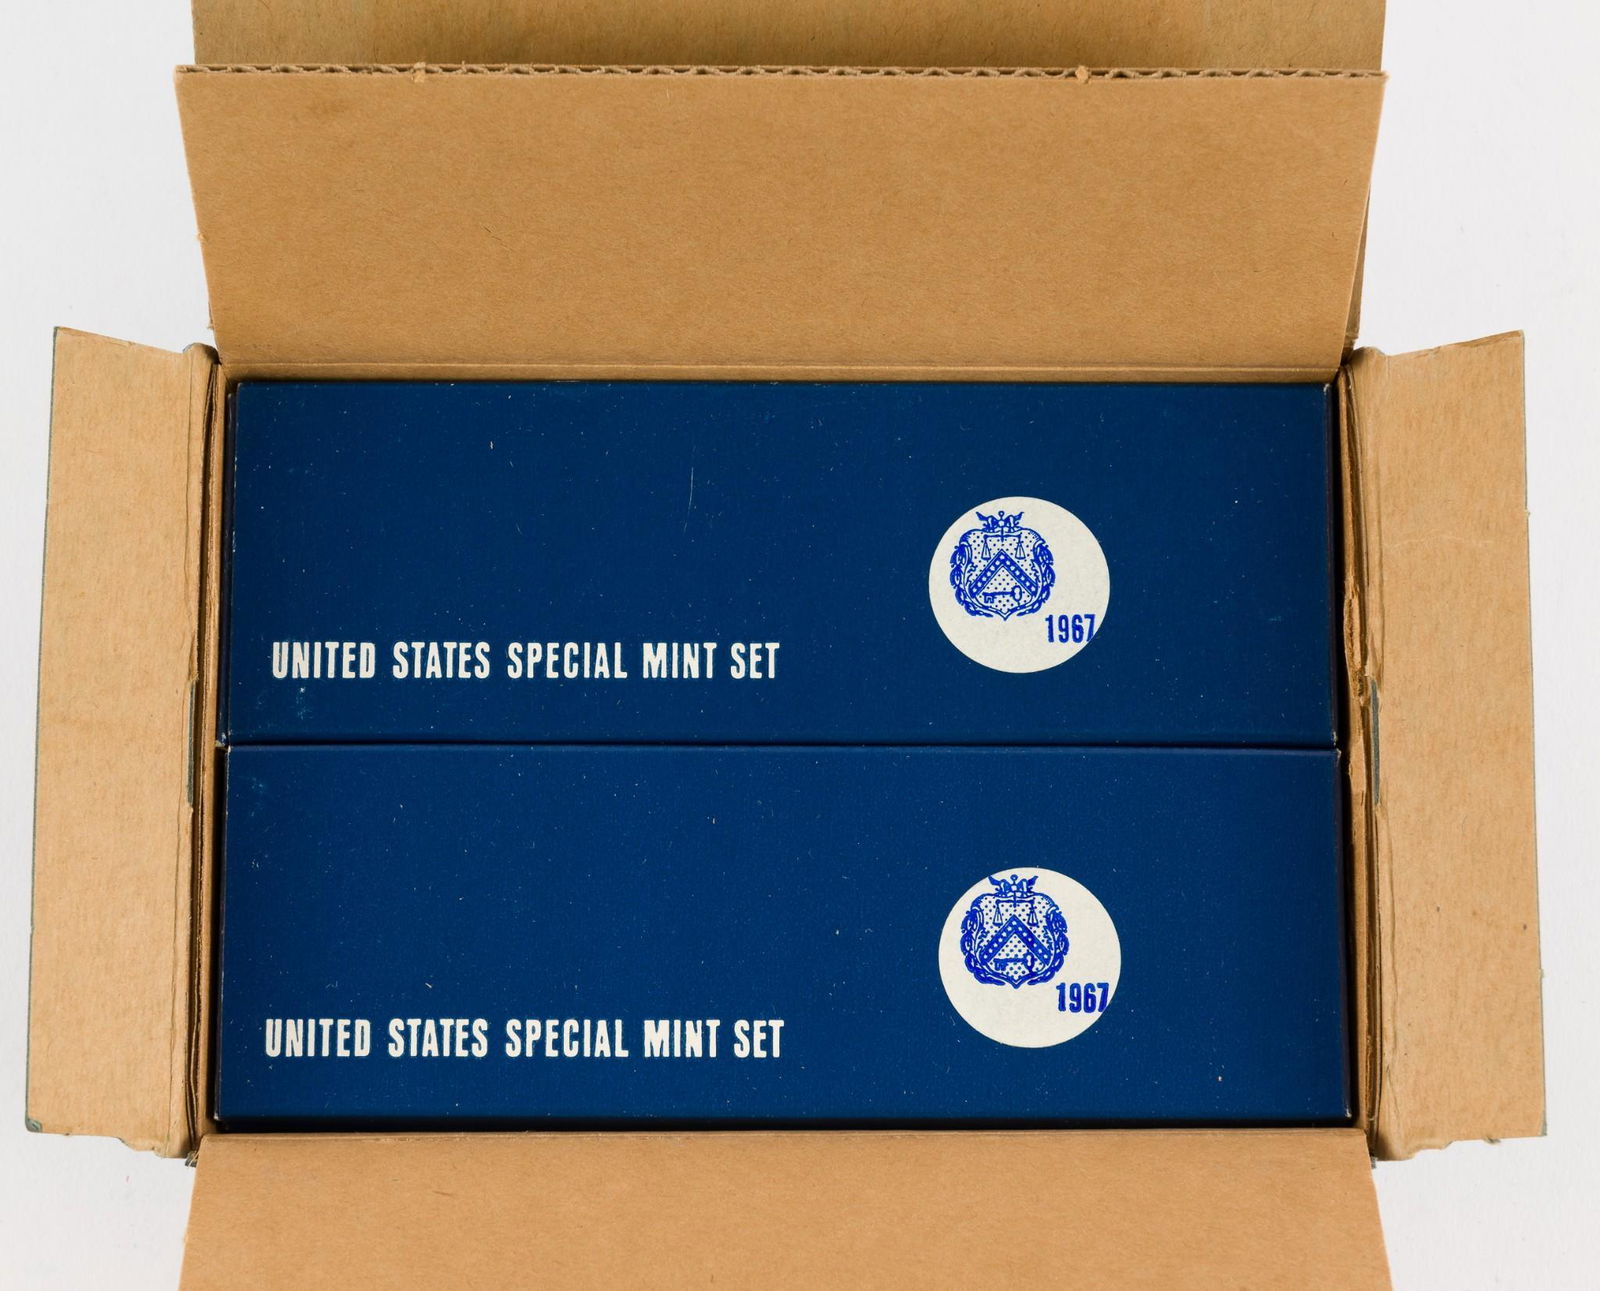 1967
UNITED STATES SPECIAL MINT SET
1967
UNITED STATES SPECIAL MINT SET